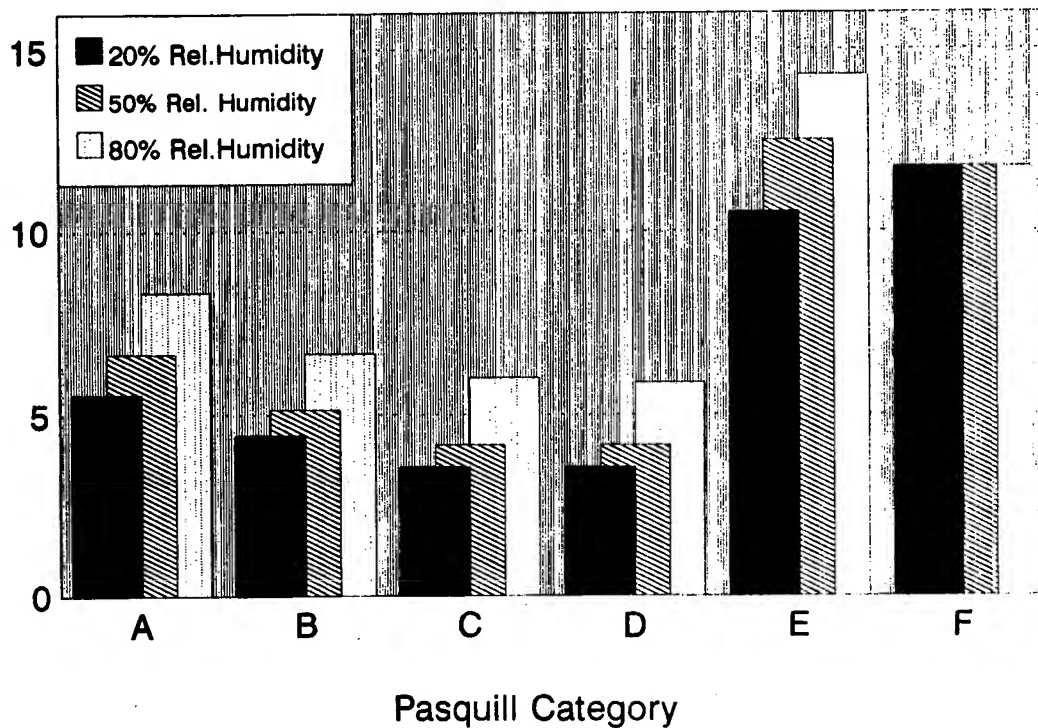 15
10
5
0
20% Rel.Humidity
50% Rel. Humidity
80% Rel.Humidity
A B C D E F
Pasquill Category